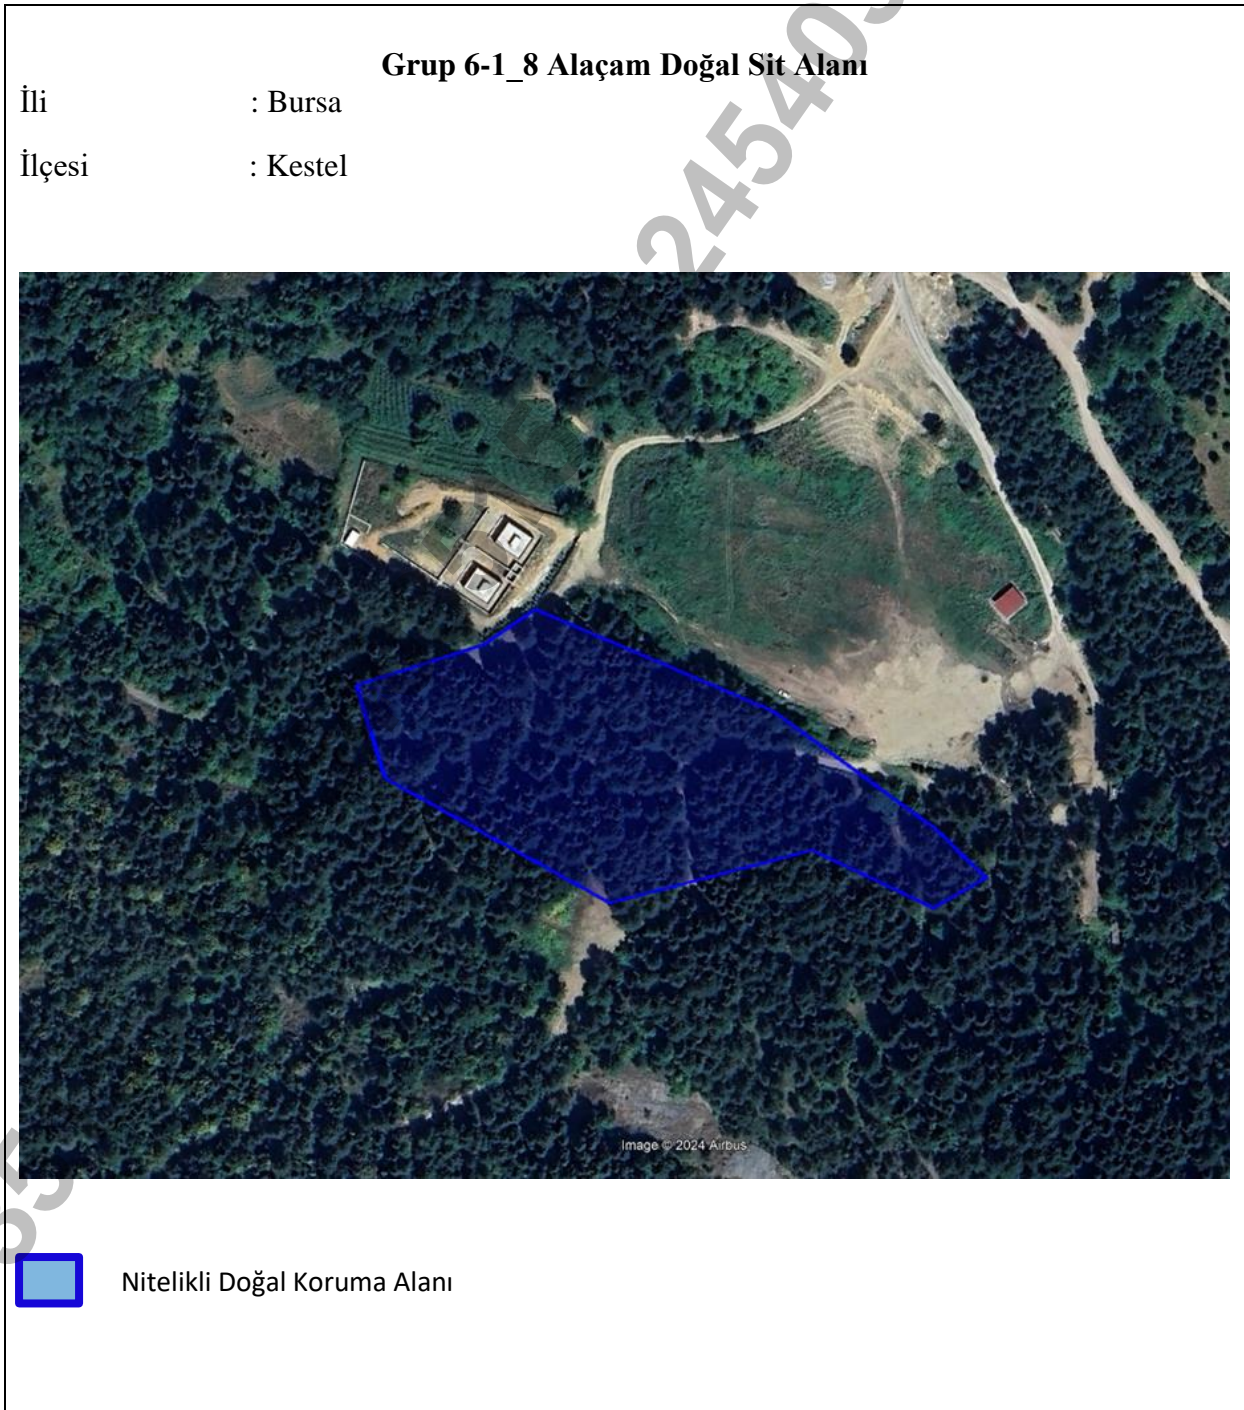 Grup 6-1_8 Alaçam Doğal Sit Alanı
İli : Bursa
İlçesi : Kestel
Image © 2024 Airbus
Nitelikli Doğal Koruma Alanı